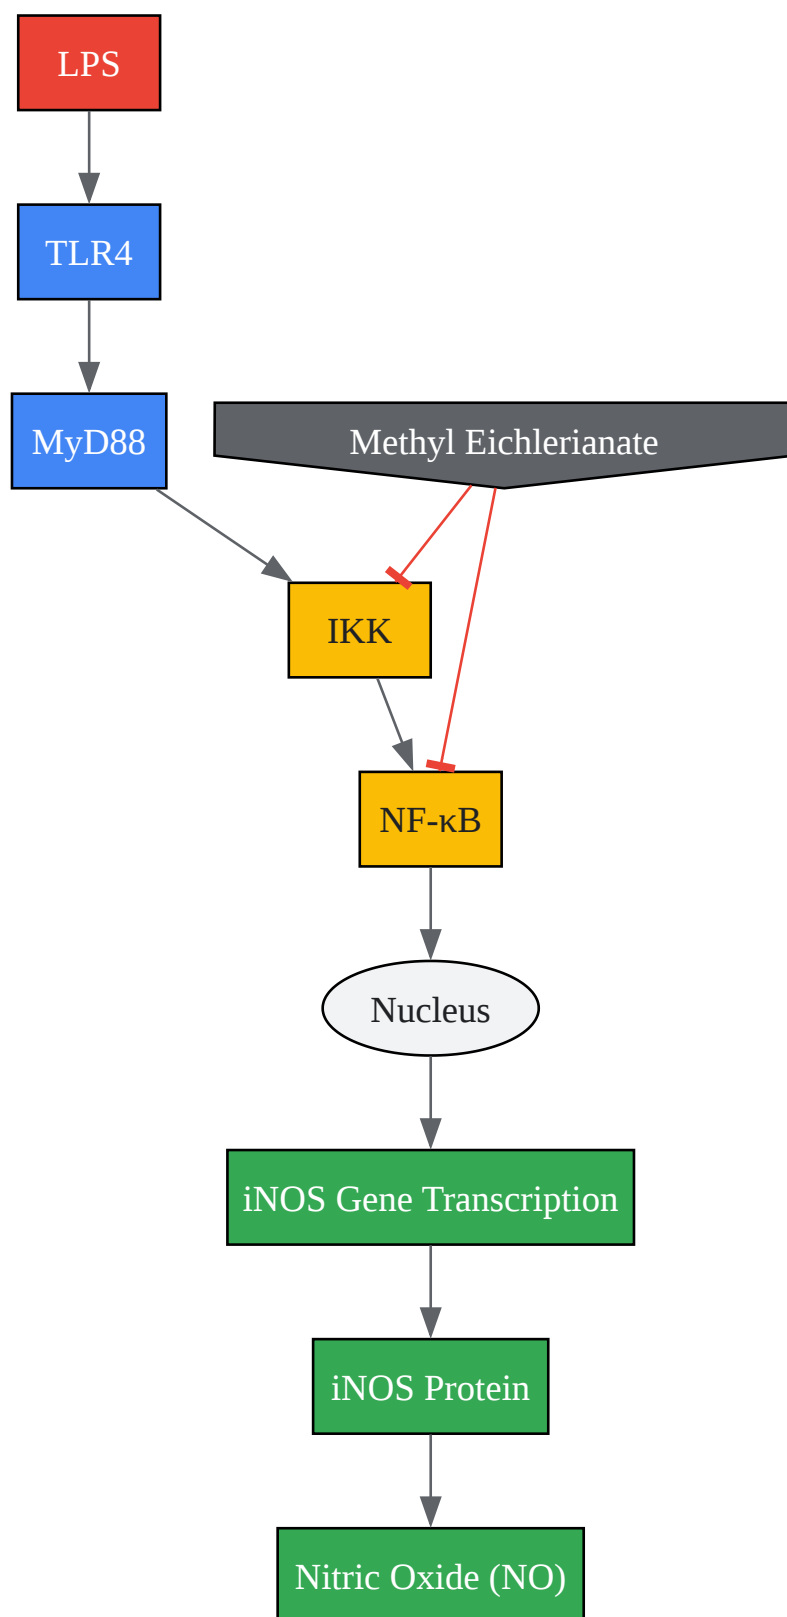 LPS
TLR4
MyD88
Methyl Eichlerianate
IKK
NF-κB
Nucleus
iNOS Gene Transcription
iNOS Protein
Nitric Oxide (NO)